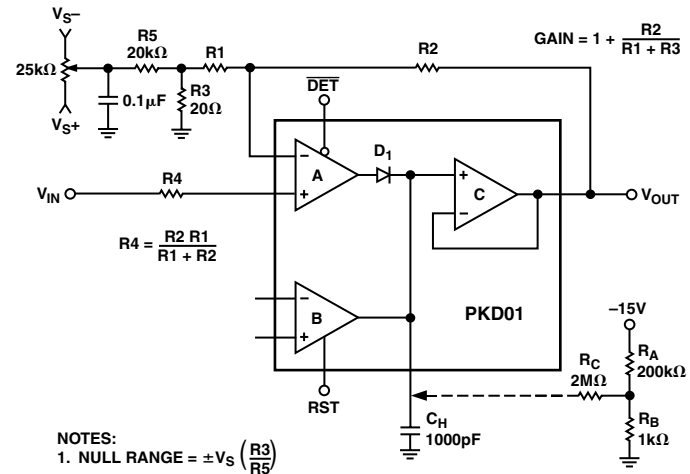 VS−
R5
20kΩ
R1
R2
GAIN = 1 + R2 / R1 + R3
25kΩ
VS+
0.1μF
R3
20Ω
DET
D1
−
+
A
+
−
C
VIN
R4
VOUT
R4 = R2 R1 / R1 + R2
−
+
B
PKD01
–15V
RA
200kΩ
RC
2MΩ
RST
RB
1kΩ
CH
1000pF
NOTES:
1. NULL RANGE = ±VS (R3 / R5)